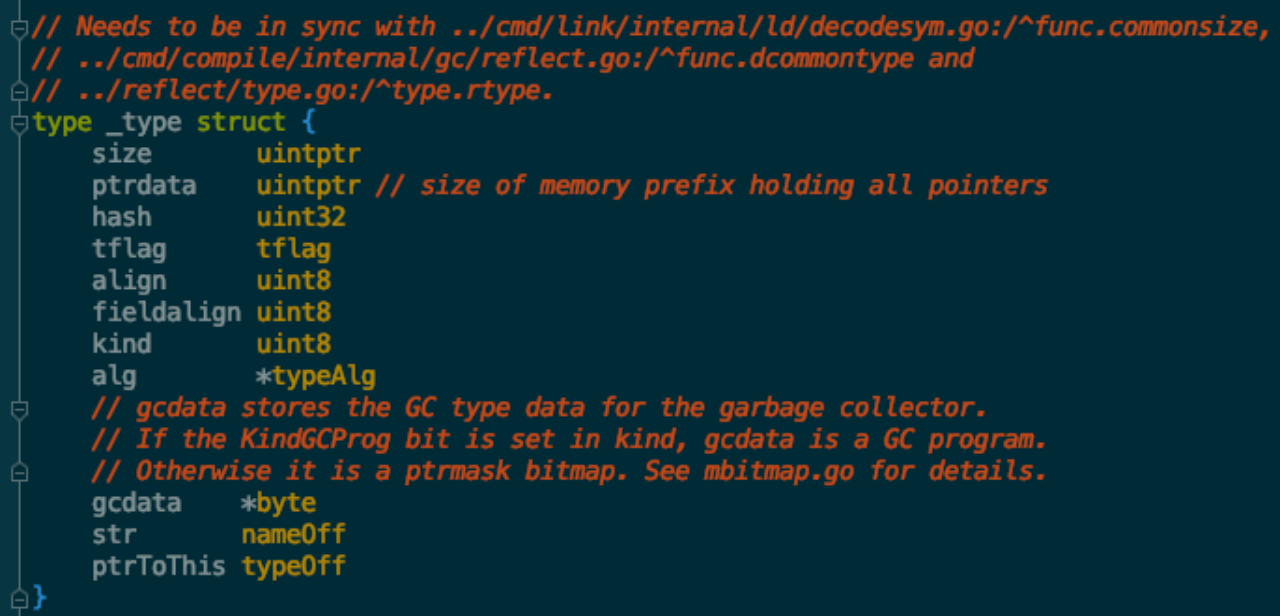 // Needs to be in sync with ../cmd/link/internal/ld/decodesym.go:/^func.commonsize,
// ../cmd/compile/internal/gc/reflect.go:/^func.dcommontype and
// ../reflect/type.go:/^type.rtype.
type _type struct {
    size       uintptr
    ptrdata    uintptr // size of memory prefix holding all pointers
    hash       uint32
    tflag      tflag
    align      uint8
    fieldalign uint8
    kind       uint8
    alg        *typeAlg
    // gcdata stores the GC type data for the garbage collector.
    // If the KindGCProg bit is set in kind, gcdata is a GC program.
    // Otherwise it is a ptrmask bitmap. See mbitmap.go for details.
    gcdata    *byte
    str       nameOff
    ptrToThis typeOff
}